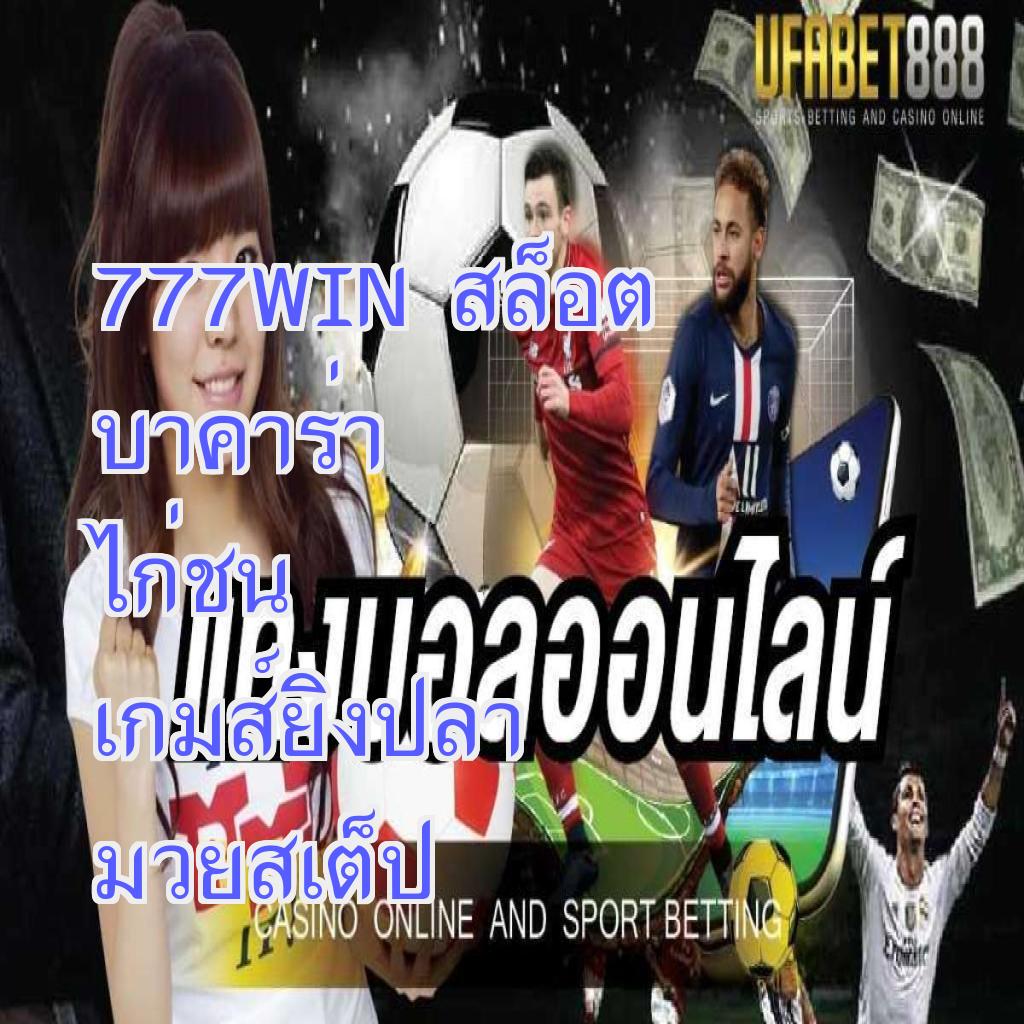 UFABET888
SPORTS BETTING AND CASINO ONLINE
777WIN สล็อต
บาคาร่า
ไก่ชน
แทงบอลออนไลน์
เกมส์ยิงปลา
มวยสเต็ป
CASINO ONLINE AND SPORT BETTING